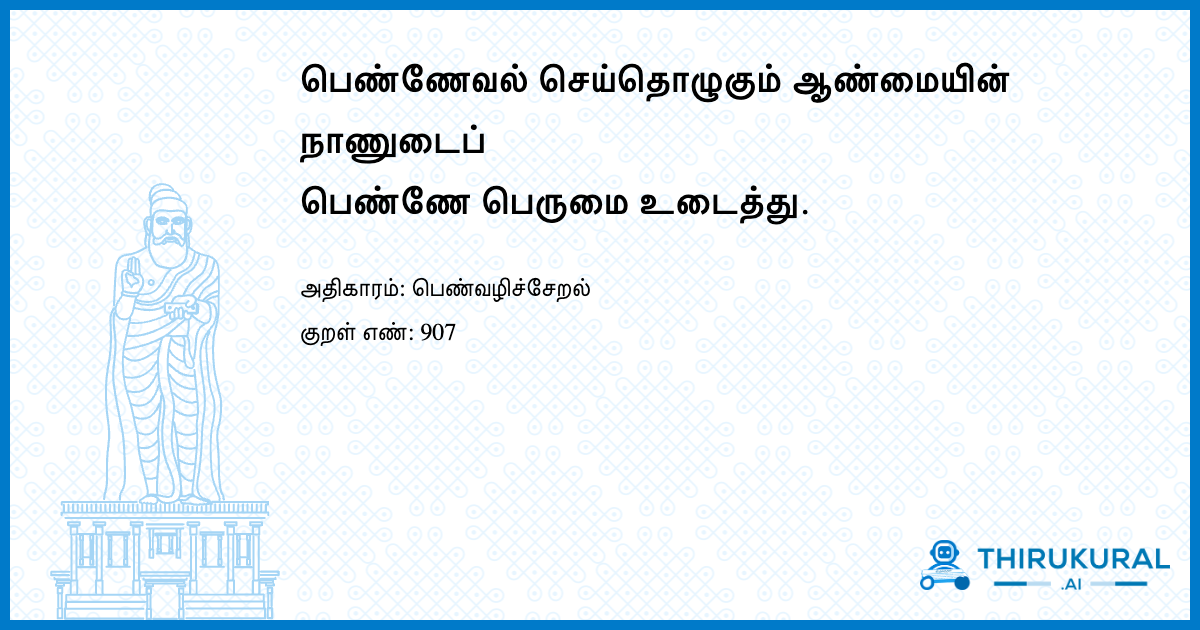 பெண்ணேவல் செய்தொழுகும் ஆண்மையின்
நாணுடைப்
பெண்ணே பெருமை உடைத்து.
அதிகாரம்: பெண்வழிச்சேறல்
குறள் எண்: 907
THIRUKURAL
.AI